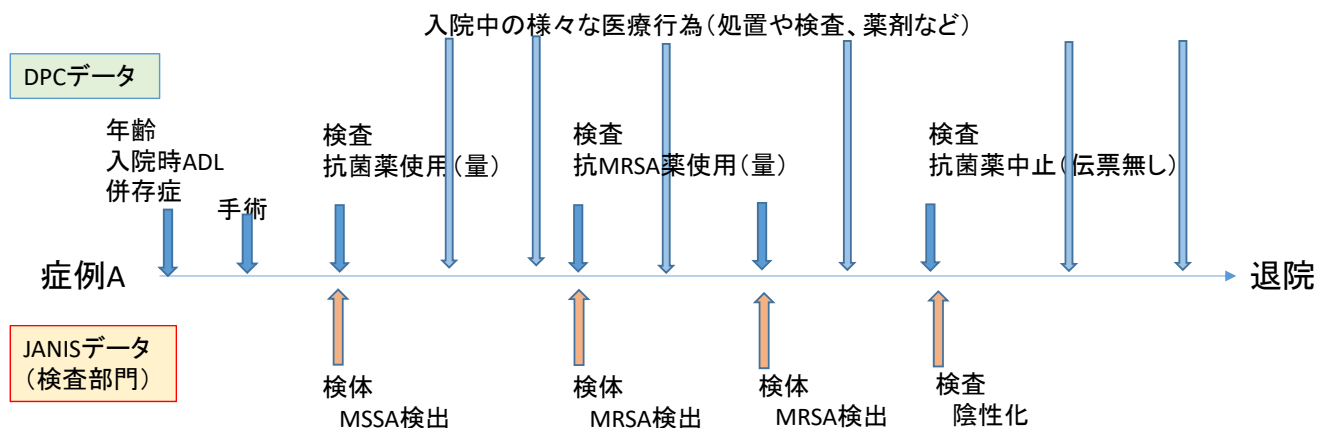 入院中の様々な医療行為（処置や検査、薬剤など）
DPCデータ
年齢
入院時ADL
併存症
手術
検査
抗菌薬使用（量）
検査
抗MRSA薬使用（量）
検査
抗菌薬中止（伝票無し）
症例A
退院
JANISデータ
（検査部門）
検体
MSSA検出
検体
MRSA検出
検体
MRSA検出
検査
陰性化